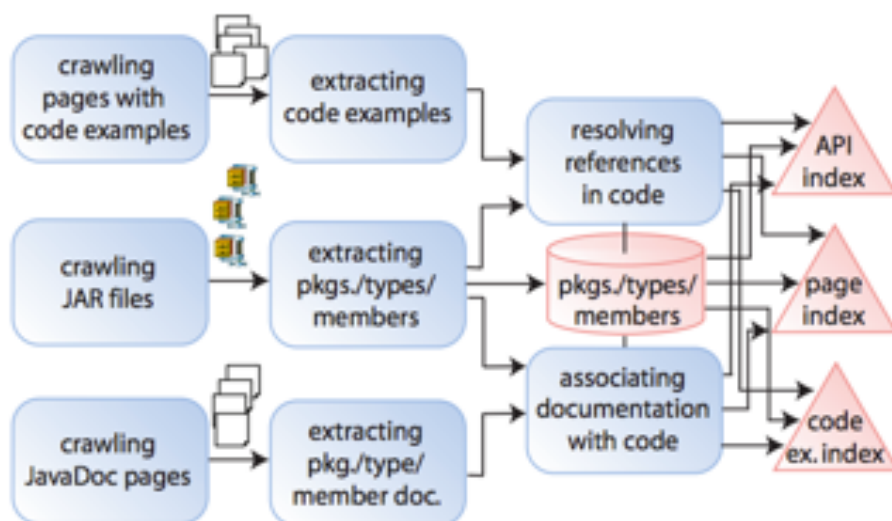 crawling
pages with
code examples
extracting
code examples
resolving
references
in code
API
index
crawling
JAR files
extracting
pkgs./types/
members
pkgs./types/
members
page
index
crawling
JavaDoc pages
extracting
pkg./type/
member doc.
associating
documentation
with code
code
ex. index